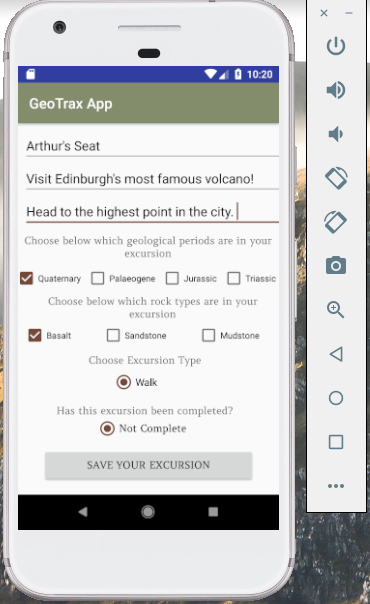 10:20
GeoTrax App
Arthur's Seat
Visit Edinburgh's most famous volcano!
Head to the highest point in the city.
Choose below which geological periods are in your
excursion
Quaternary Palaeogene Jurassic Triassic
Choose below which rock types are in your
excursion
Basalt Sandstone Mudstone
Choose Excursion Type
Walk
Has this excursion been completed?
Not Complete
SAVE YOUR EXCURSION